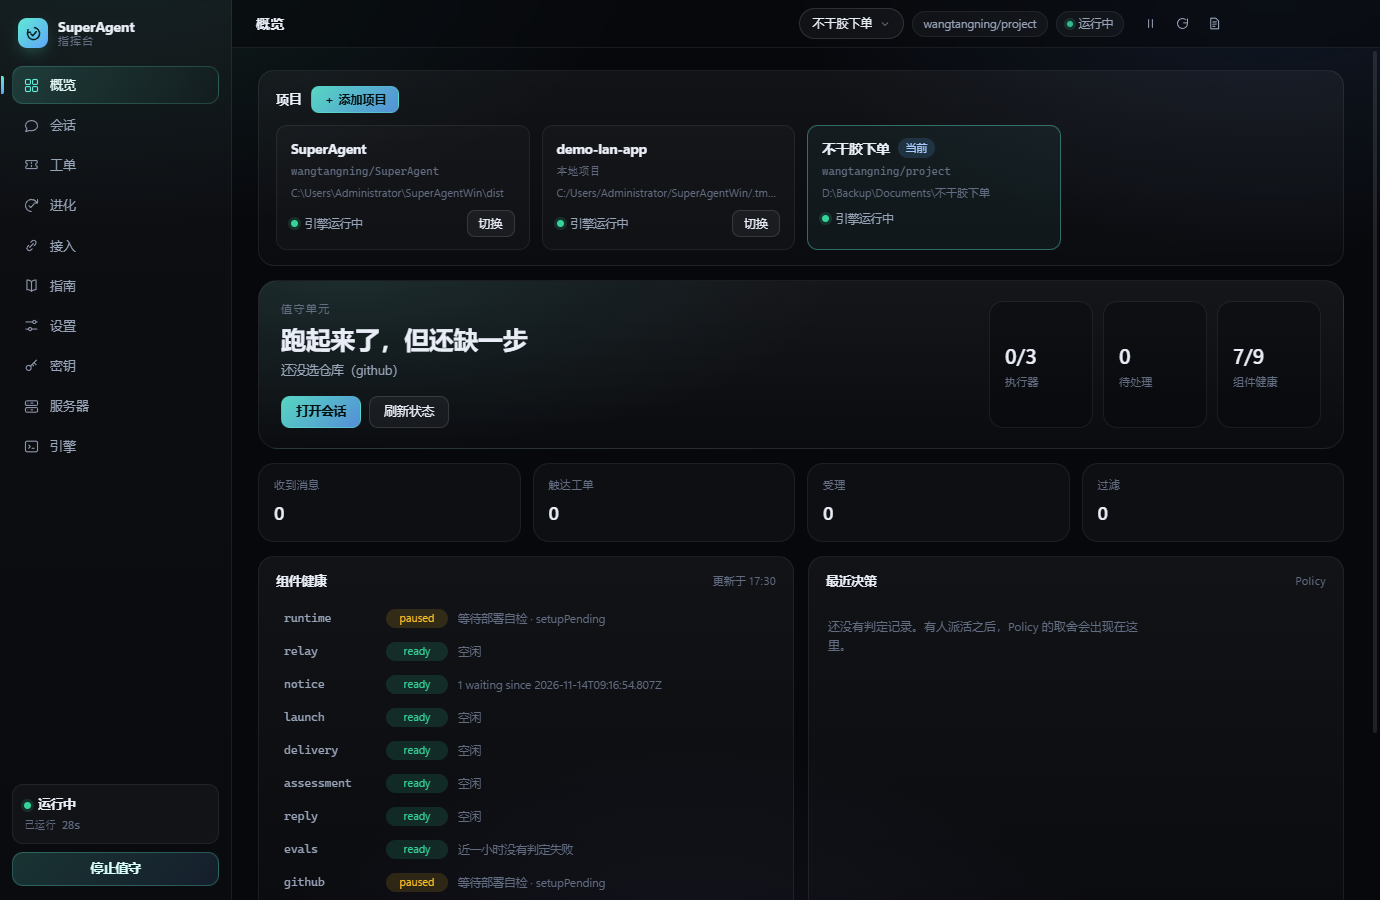 SuperAgent
指挥台
概览
会话
工单
进化
接入
指南
设置
密钥
服务器
引擎
运行中
已运行 28s
停止值守
概览
不干胶下单
wangtangning/project
运行中
项目
+ 添加项目
SuperAgent
wangtangning/SuperAgent
C:\Users\Administrator\SuperAgentWin\dist
引擎运行中
切换
demo-lan-app
本地项目
C:/Users/Administrator/SuperAgentWin/.tm...
引擎运行中
切换
不干胶下单 当前
wangtangning/project
D:\Backup\Documents\不干胶下单
引擎运行中
值守单元
跑起来了，但还缺一步
还没选仓库（github）
打开会话
刷新状态
0/3
执行器
0
待处理
7/9
组件健康
收到消息
0
触达工单
0
受理
0
过滤
0
组件健康
更新于 17:30
runtime paused 等待部署自检 · setupPending
relay ready 空闲
notice ready 1 waiting since 2026-11-14T09:16:54.807Z
launch ready 空闲
delivery ready 空闲
assessment ready 空闲
reply ready 空闲
evals ready 近一小时没有判定失败
github paused 等待部署自检 · setupPending
最近决策
Policy
还没有判定记录。有人派活之后，Policy 的取舍会出现在这
里。